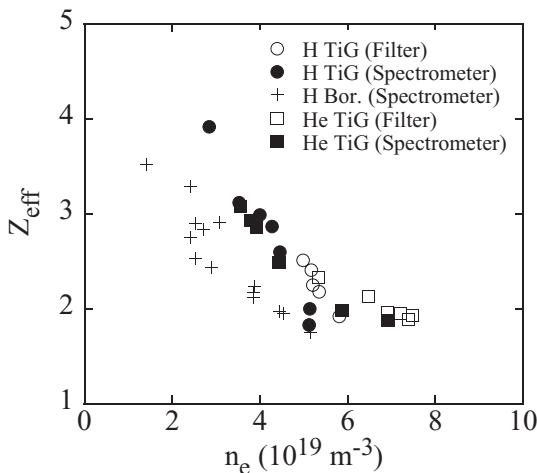 5
4
3
2
1
Z_eff
H TiG (Filter)
H TiG (Spectrometer)
H Bor. (Spectrometer)
He TiG (Filter)
He TiG (Spectrometer)
0 2 4 6 8 10
n_e (10^19 m^-3)